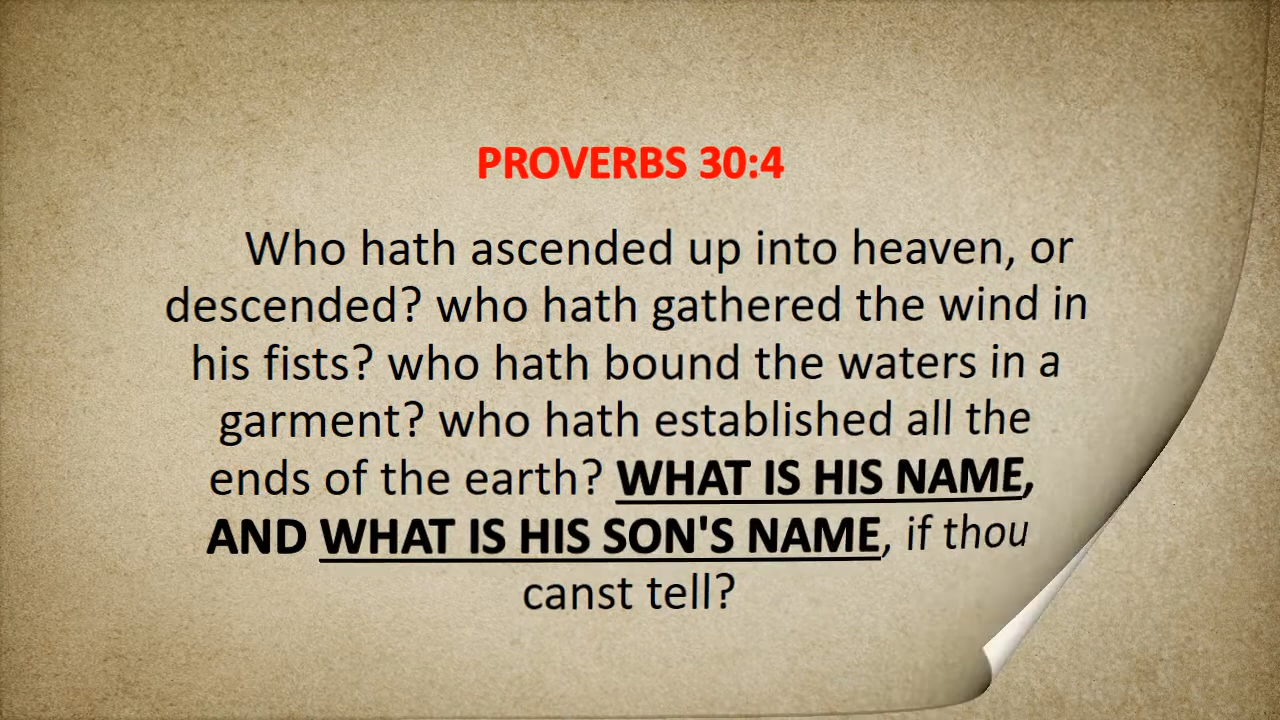 PROVERBS 30:4
Who hath ascended up into heaven, or
descended? who hath gathered the wind in
his fists? who hath bound the waters in a
garment? who hath established all the
ends of the earth? WHAT IS HIS NAME,
AND WHAT IS HIS SON'S NAME, if thou
canst tell?